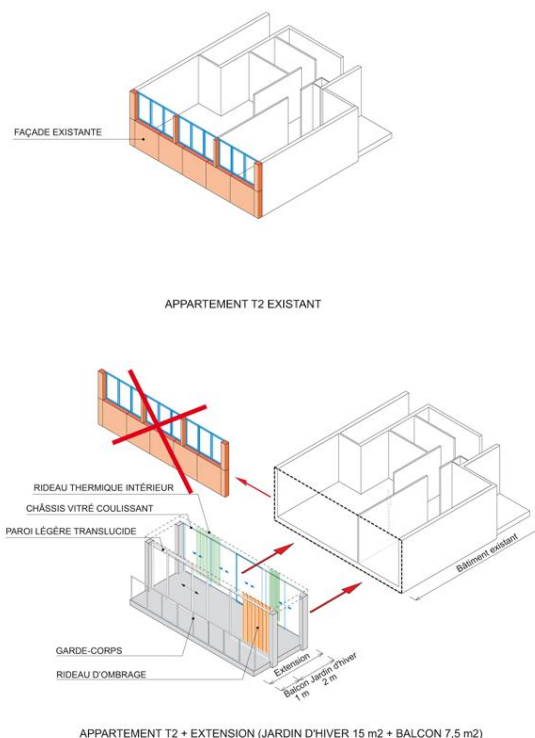 FAÇADE EXISTANTE
APPARTEMENT T2 EXISTANT
RIDEAU THERMIQUE INTÉRIEUR
CHÂSSIS VITRÉ COULISSANT
PAROI LÉGÈRE TRANSLUCIDE
Bâtiment existant
GARDE-CORPS
RIDEAU D'OMBRAGE
Extension
Balcon Jardin d'hiver
1 m 2 m
APPARTEMENT T2 + EXTENSION (JARDIN D'HIVER 15 m2 + BALCON 7.5 m2)